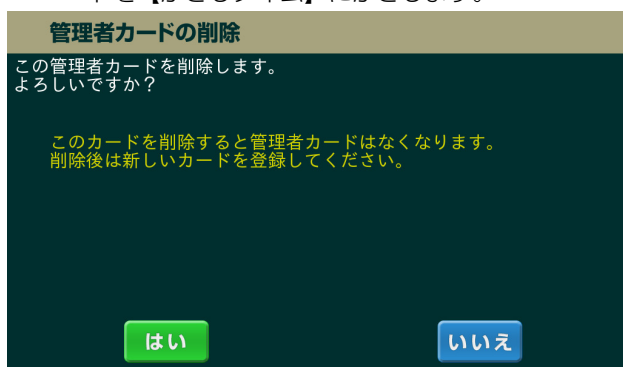 管理者カードの削除
この管理者カードを削除します。
よろしいですか？
このカードを削除すると管理者カードはなくなります。
削除後は新しいカードを登録してください。
はい
いいえ